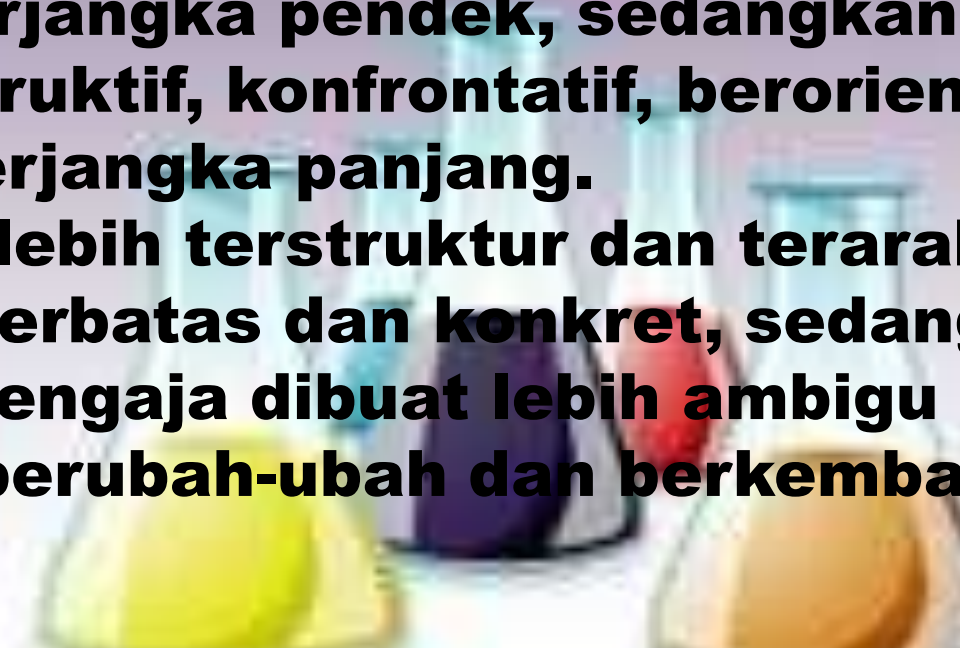 rjangka pendek, sedangkan
ruktif, konfrontatif, berorien
erjangka panjang.
lebih terstruktur dan terarah
erbatas dan konkret, sedang
engaja dibuat lebih ambigu
berubah-ubah dan berkemba